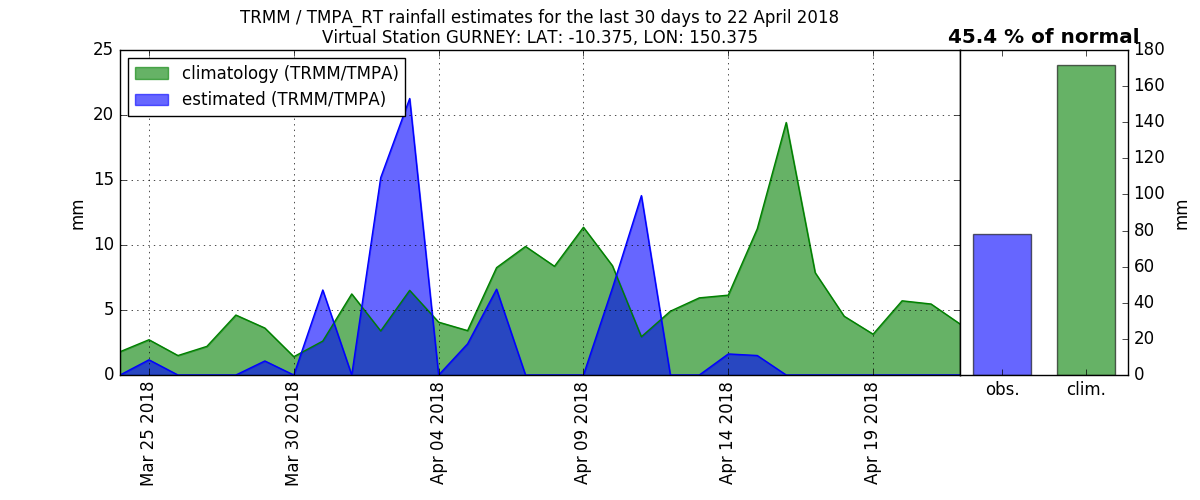 TRMM / TMPA_RT rainfall estimates for the last 30 days to 22 April 2018
Virtual Station GURNEY: LAT: -10.375, LON: 150.375
45.4 % of normal
climatology (TRMM/TMPA)
estimated (TRMM/TMPA)
25
20
15
10
5
0
mm
Mar 25 2018
Mar 30 2018
Apr 04 2018
Apr 09 2018
Apr 14 2018
Apr 19 2018
obs.
clim.
180
160
140
120
100
80
60
40
20
0
mm